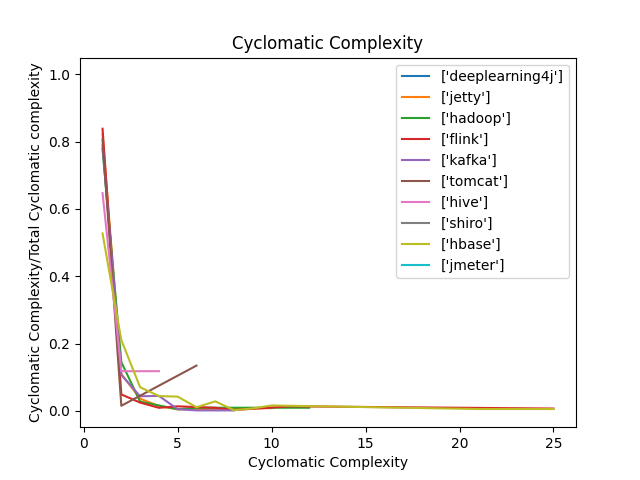 Cyclomatic Complexity
Cyclomatic Complexity/Total Cyclomatic complexity
1.0
0.8
0.6
0.4
0.2
0.0
['deeplearning4j']
['jetty']
['hadoop']
['flink']
['kafka']
['tomcat']
['hive']
['shiro']
['hbase']
['jmeter']
0 5 10 15 20 25
Cyclomatic Complexity